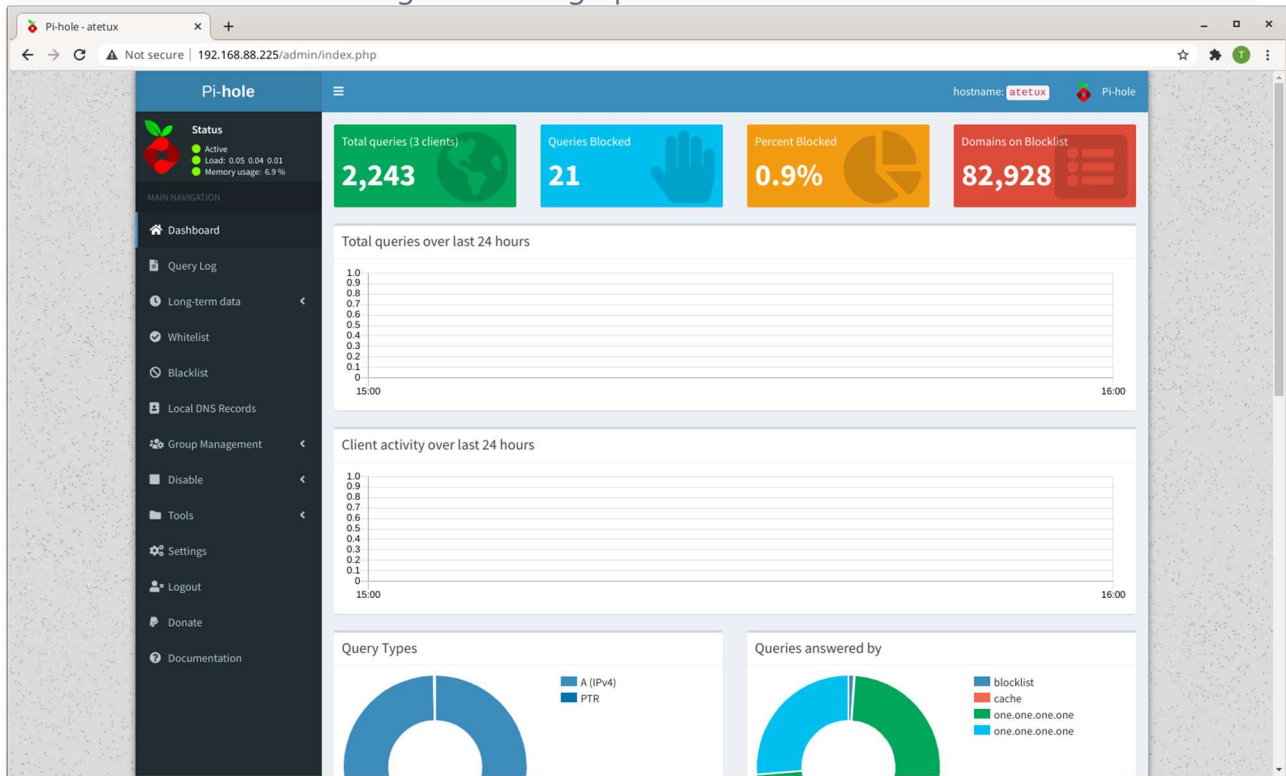 Pi-hole - atetux
Not secure | 192.168.88.225/admin/index.php
T
Pi-hole
hostname: atetux
Pi-hole
Status
Active
Load: 0.05 0.04 0.01
Memory usage: 6.9 %
MAIN NAVIGATION
Dashboard
Query Log
Long-term data
Whitelist
Blacklist
Local DNS Records
Group Management
Disable
Tools
Settings
Logout
Donate
Documentation
Total queries (3 clients)
2,243
Queries Blocked
21
Percent Blocked
0.9%
Domains on Blocklist
82,928
Total queries over last 24 hours
1.0
0.9
0.8
0.7
0.6
0.5
0.4
0.3
0.2
0.1
0
15:00 16:00
Client activity over last 24 hours
1.0
0.9
0.8
0.7
0.6
0.5
0.4
0.3
0.2
0.1
0
15:00 16:00
Query Types
A (IPv4)
PTR
Queries answered by
blocklist
cache
one.one.one.one
one.one.one.one